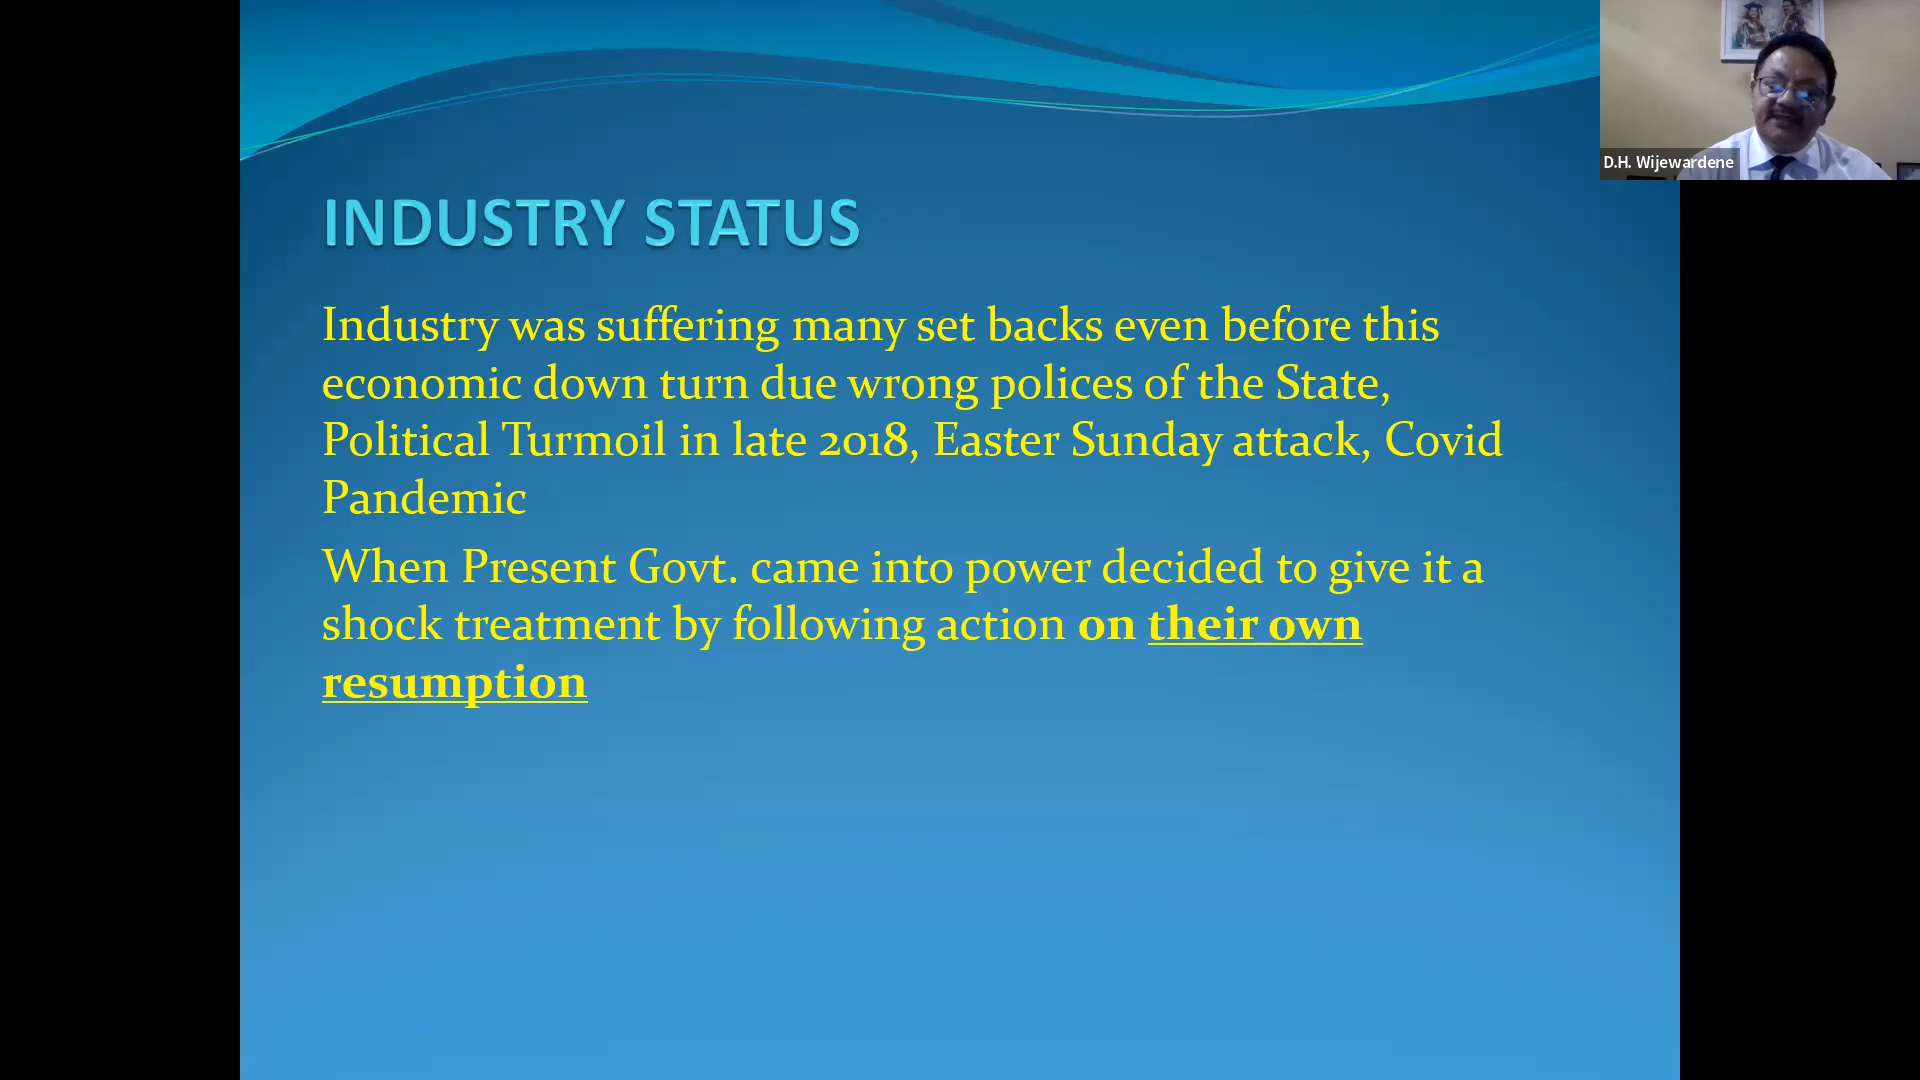 D.H. Wijewardene
INDUSTRY STATUS
Industry was suffering many set backs even before this
economic down turn due wrong polices of the State,
Political Turmoil in late 2018, Easter Sunday attack, Covid
Pandemic
When Present Govt. came into power decided to give it a
shock treatment by following action on their own
resumption